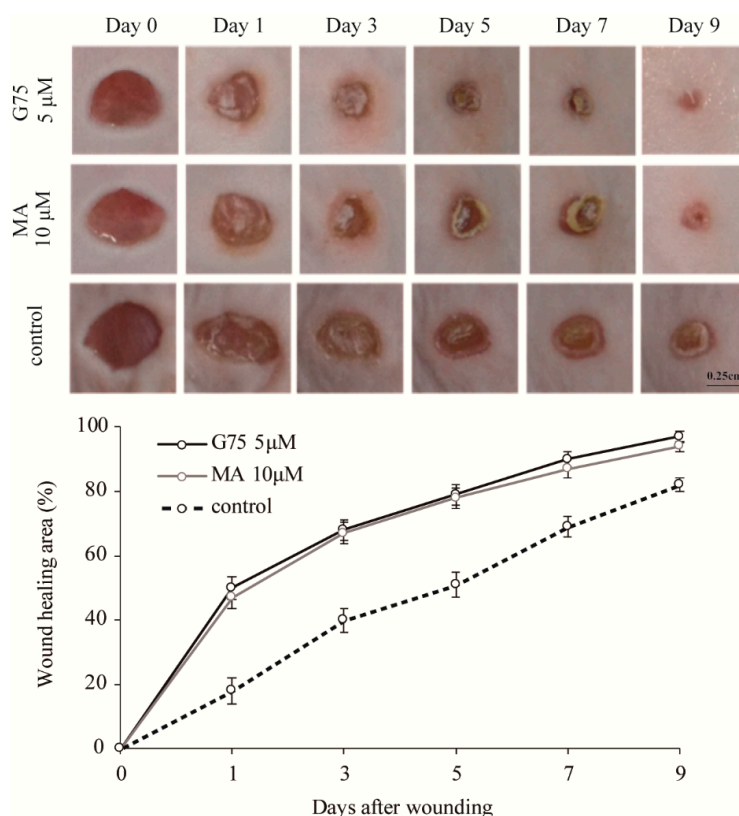 Day 0 Day 1 Day 3 Day 5 Day 7 Day 9
G75
5 μM
MA
10 μM
control
0.25cm
100
80
60
40
20
0
G75 5μM
MA 10μM
control
Wound healing area (%)
0 1 3 5 7 9
Days after wounding